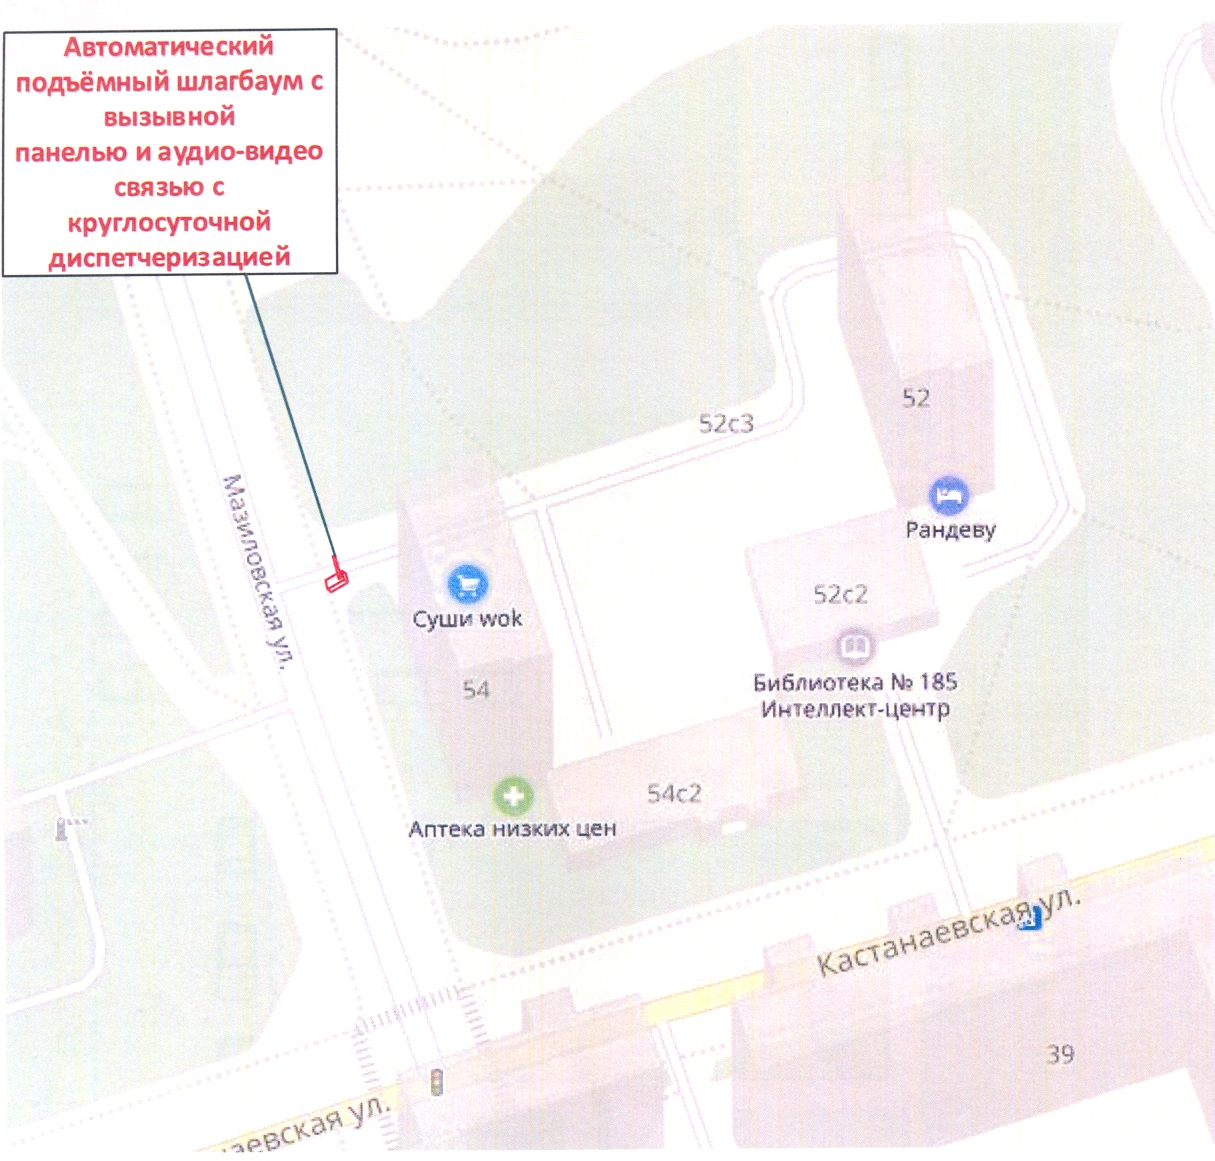 Автоматический
подъёмный шлагбаум с
вызывной
панелью и аудио-видео
связью с
круглосуточной
диспетчеризацией
52
52с3
Мазиловская ул.
Рандеву
52с2
Суши wok
Библиотека № 185
Интеллект-центр
54
54с2
Аптека низких цен
Кастанаевская ул.
39
наевская ул.